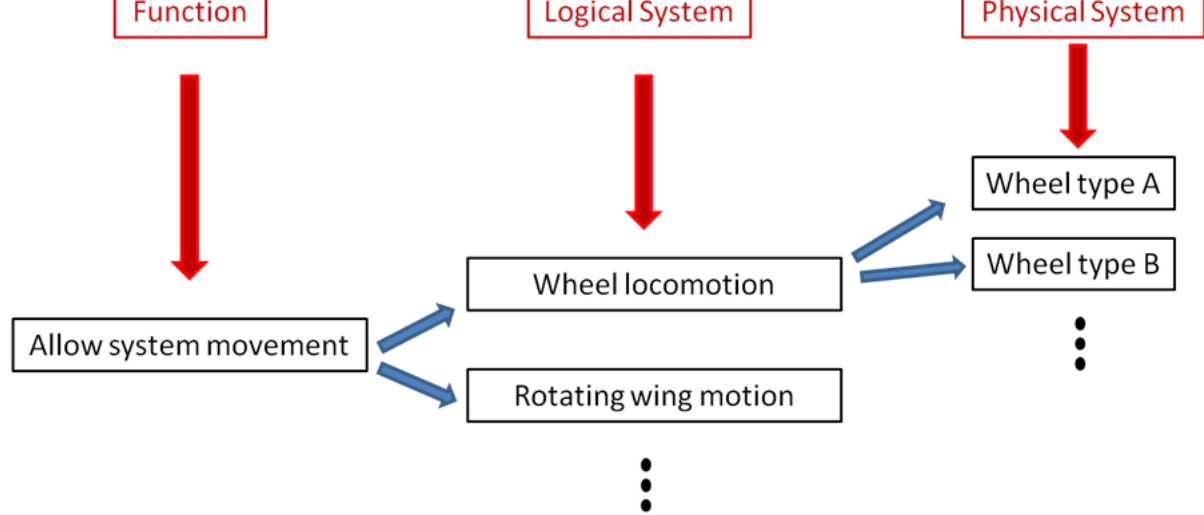 Function
Logical System
Physical System
Wheel type A
Wheel type B
Wheel locomotion
Allow system movement
Rotating wing motion